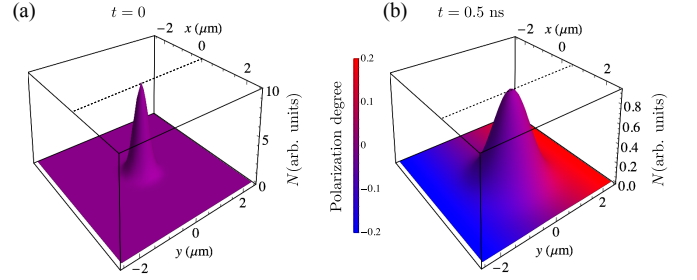 (a)
t = 0
−2
x (μm)
0
2
10
5
0
N(arb. units)
−2
0
2
y (μm)
(b)
t = 0.5 ns
−2
x (μm)
0
2
0.8
0.6
0.4
0.2
0.0
N(arb. units)
−2
0
2
y (μm)
Polarization degree
0.2
0.1
0
−0.1
−0.2